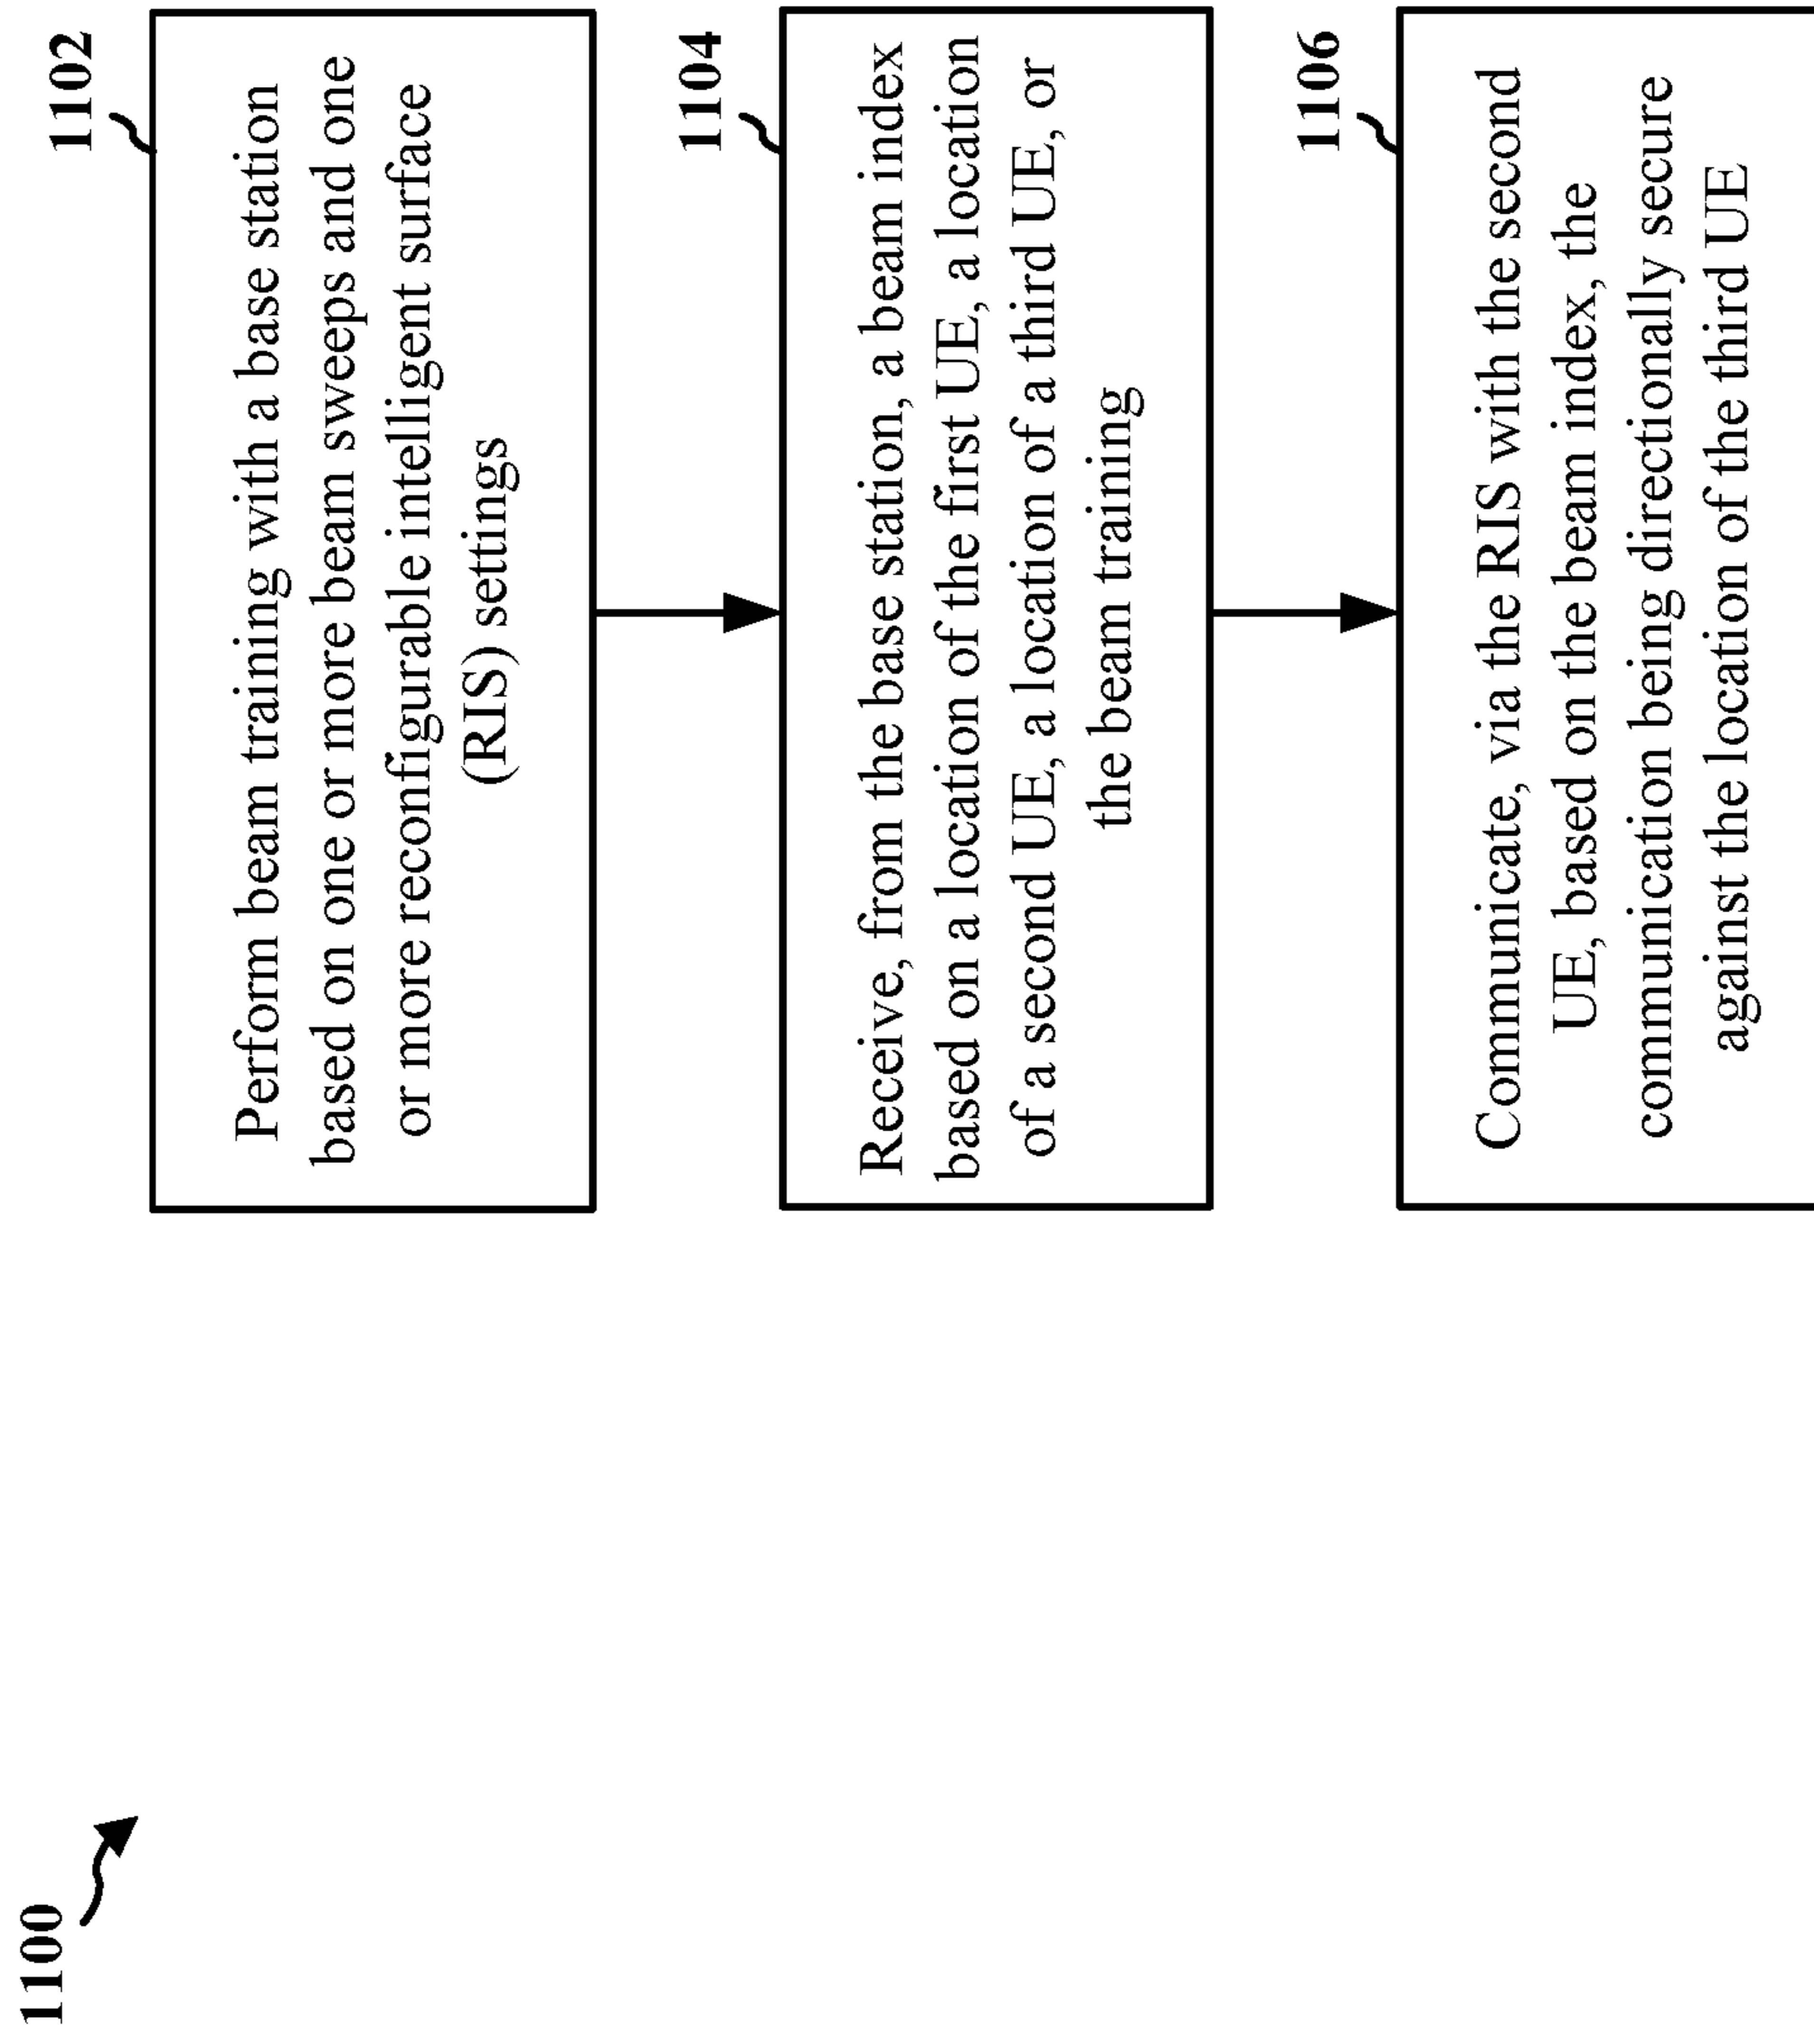 1100
1102
Perform beam training with a base station
based on one or more beam sweeps and one
or more reconfigurable intelligent surface
(RIS) settings
1104
Receive, from the base station, a beam index
based on a location of the first UE, a location
of a second UE, a location of a third UE, or
the beam training
1106
Communicate, via the RIS with the second
UE, based on the beam index, the
communication being directionally secure
against the location of the third UE